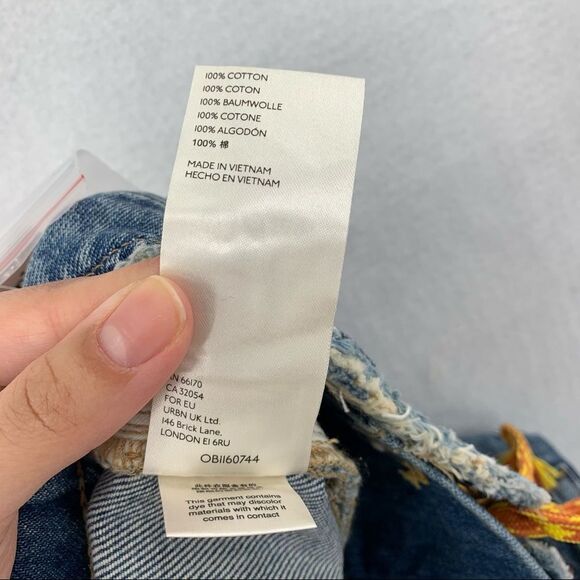 100% COTTON
100% COTON
100% BAUMWOLLE
100% COTONE
100% ALGODÓN
100% 棉
MADE IN VIETNAM
HECHO EN VIETNAM
66170
CA 32054
FOR EU
URBN UK Ltd.
146 Brick Lane,
LONDON E1 6RU
OB1160744
This garment contains
dye that may discolor
materials with which it
comes in contact